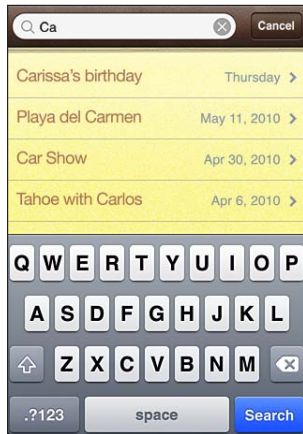 Ca Cancel
Carissa's birthday Thursday
Playa del Carmen May 11, 2010
Car Show Apr 30, 2010
Tahoe with Carlos Apr 6, 2010
Q W E R T Y U I O P
A S D F G H J K L
Z X C V B N M
.?123 space Search